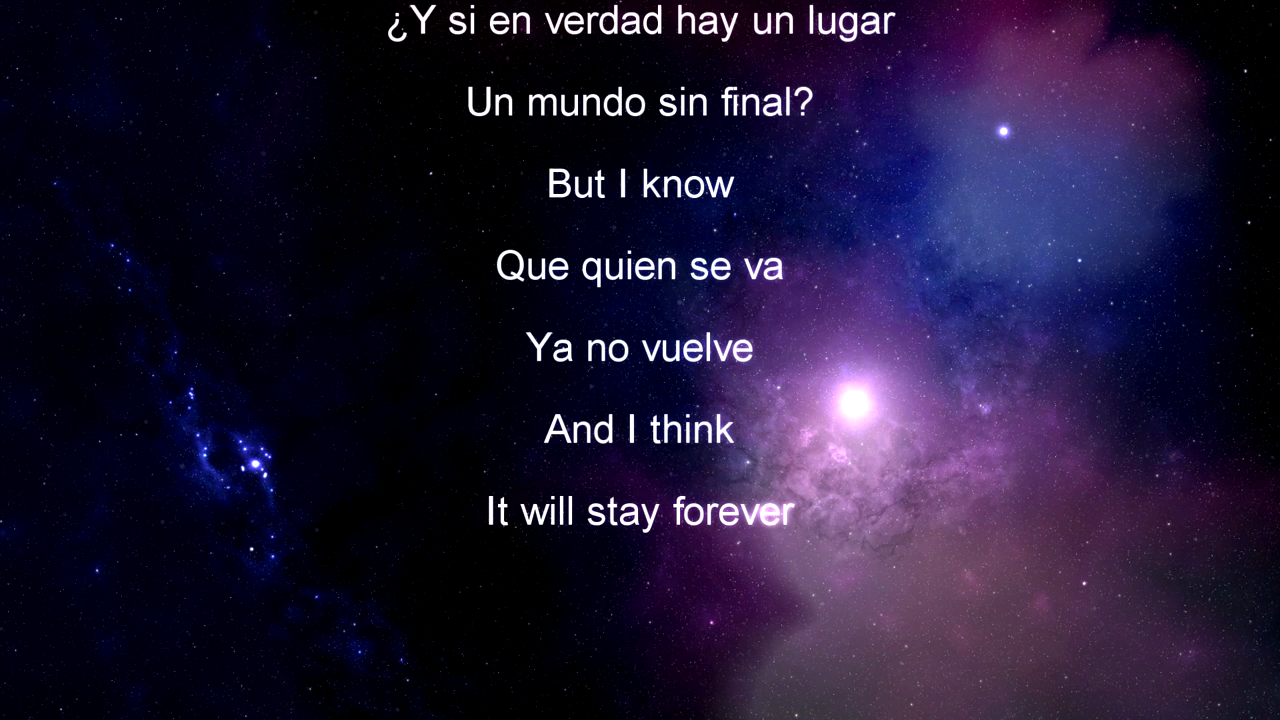 ¿Y si en verdad hay un lugar
Un mundo sin final?
But I know
Que quien se va
Ya no vuelve
And I think
It will stay forever